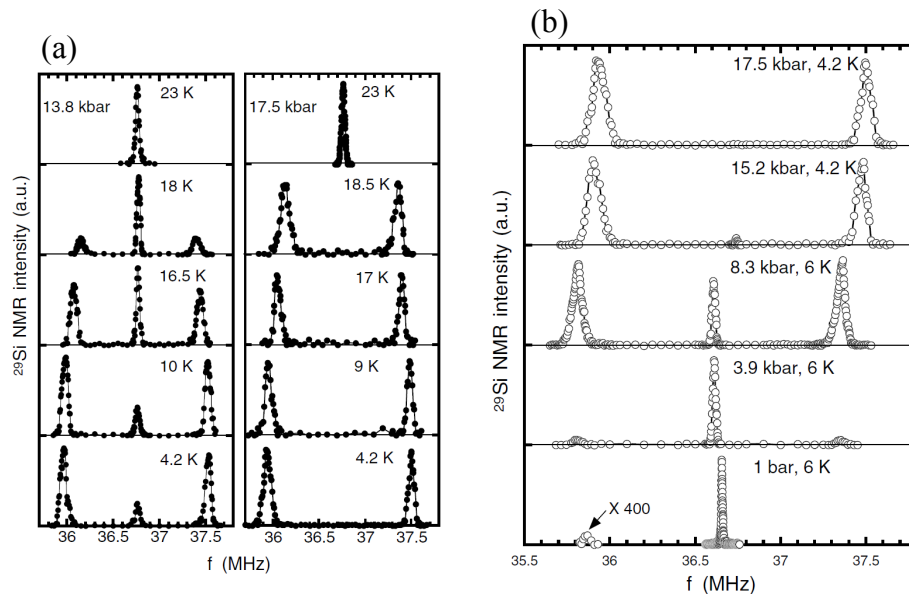 (a)
13.8 kbar
23 K
18 K
16.5 K
10 K
4.2 K
17.5 kbar
23 K
18.5 K
17 K
9 K
4.2 K
²⁹Si NMR intensity (a.u.)
36 36.5 37 37.5
36 36.5 37 37.5
f (MHz)
(b)
17.5 kbar, 4.2 K
15.2 kbar, 4.2 K
8.3 kbar, 6 K
3.9 kbar, 6 K
1 bar, 6 K
X 400
²⁹Si NMR intensity (a.u.)
35.5 36 36.5 37 37.5
f (MHz)